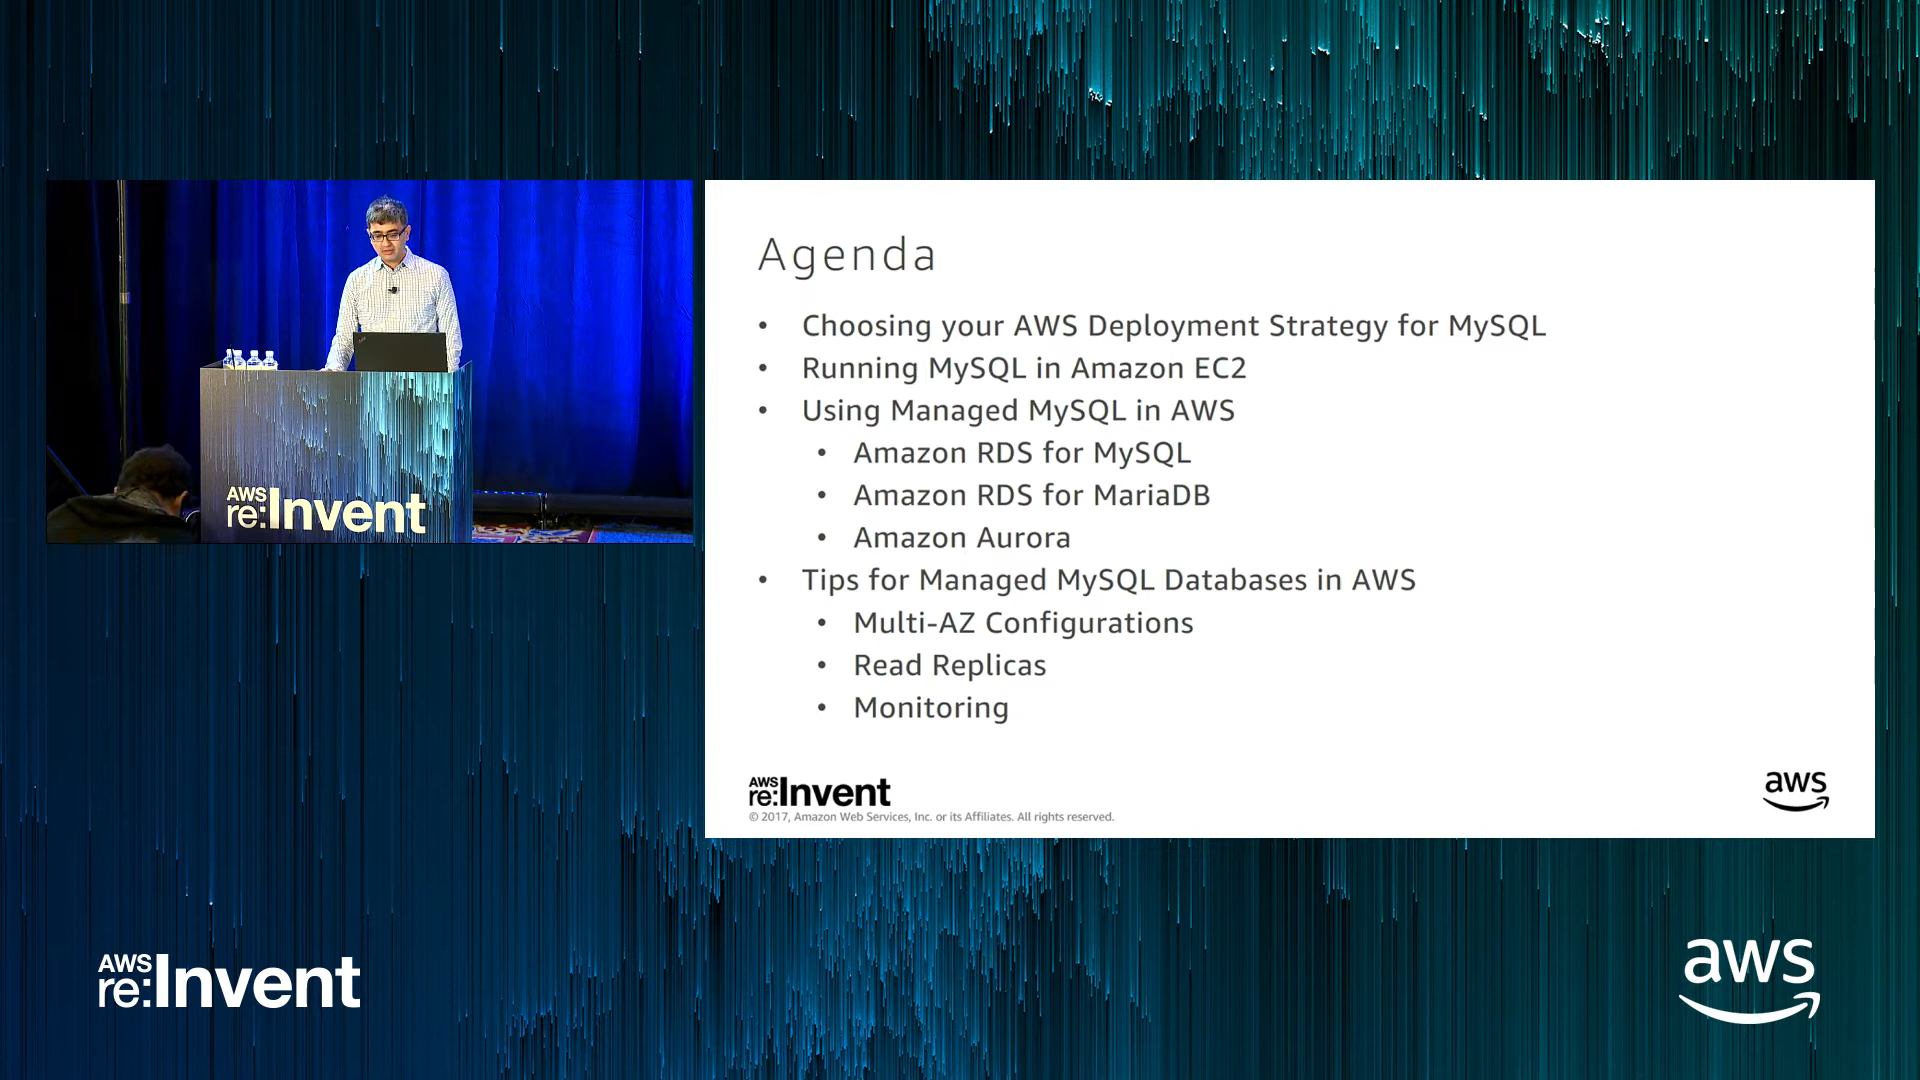 AWS
re:Invent
Agenda
• Choosing your AWS Deployment Strategy for MySQL
• Running MySQL in Amazon EC2
• Using Managed MySQL in AWS
• Amazon RDS for MySQL
• Amazon RDS for MariaDB
• Amazon Aurora
• Tips for Managed MySQL Databases in AWS
• Multi-AZ Configurations
• Read Replicas
• Monitoring
AWS
re:Invent
© 2017, Amazon Web Services, Inc. or its Affiliates. All rights reserved.
aws
AWS
re:Invent
aws